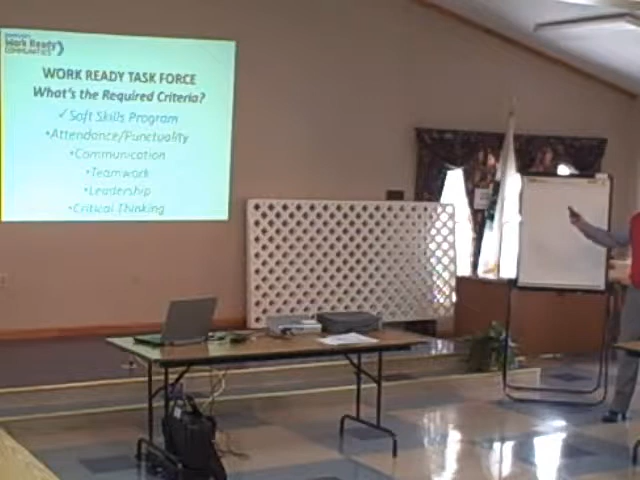 Work Ready
COMMUNITIES
WORK READY TASK FORCE
What's the Required Criteria?
✓ Soft Skills Program
•Attendance/Punctuality
•Communication
•Teamwork
•Leadership
•Critical Thinking